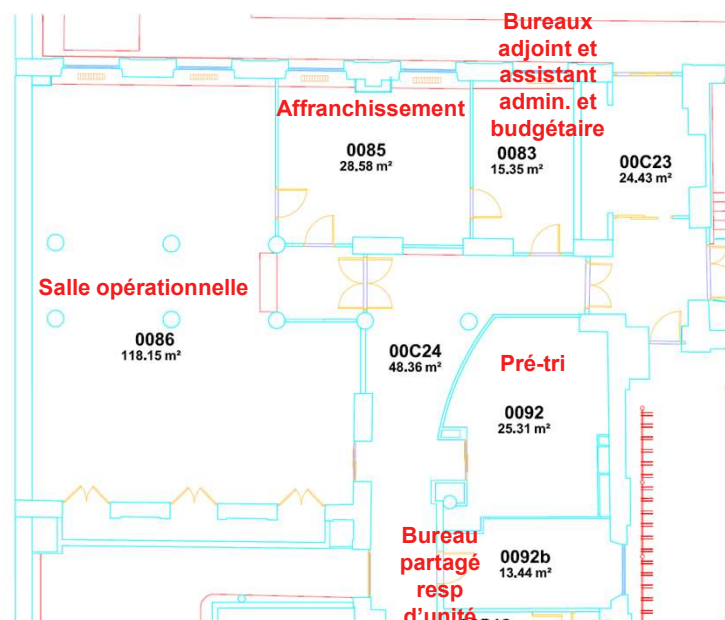 Bureaux
adjoint et
assistant
admin. et
budgétaire
Affranchissement
0085
28.58 m²
0083
15.35 m²
00C23
24.43 m²
Salle opérationnelle
0086
118.15 m²
00C24
48.36 m²
Pré-tri
0092
25.31 m²
Bureau
partagé
resp
d'unité
0092b
13.44 m²